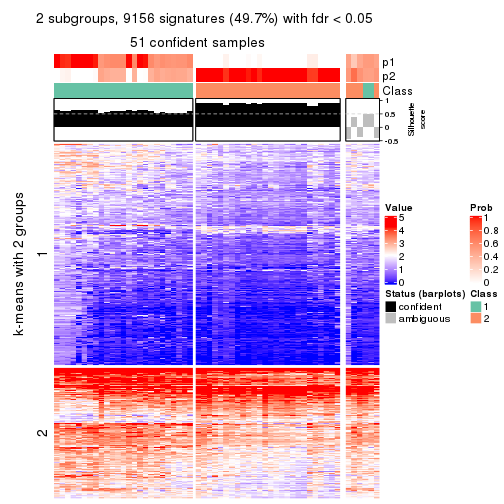 2 subgroups, 9156 signatures (49.7%) with fdr < 0.05
51 confident samples
p1
p2
Class
1
0.5
0
-0.5
Silhouette
score
k-means with 2 groups
1
2
Value
5
4
3
2
1
0
Prob
1
0.8
0.6
0.4
0.2
0
Status (barplots)
confident
ambiguous
Class
1
2